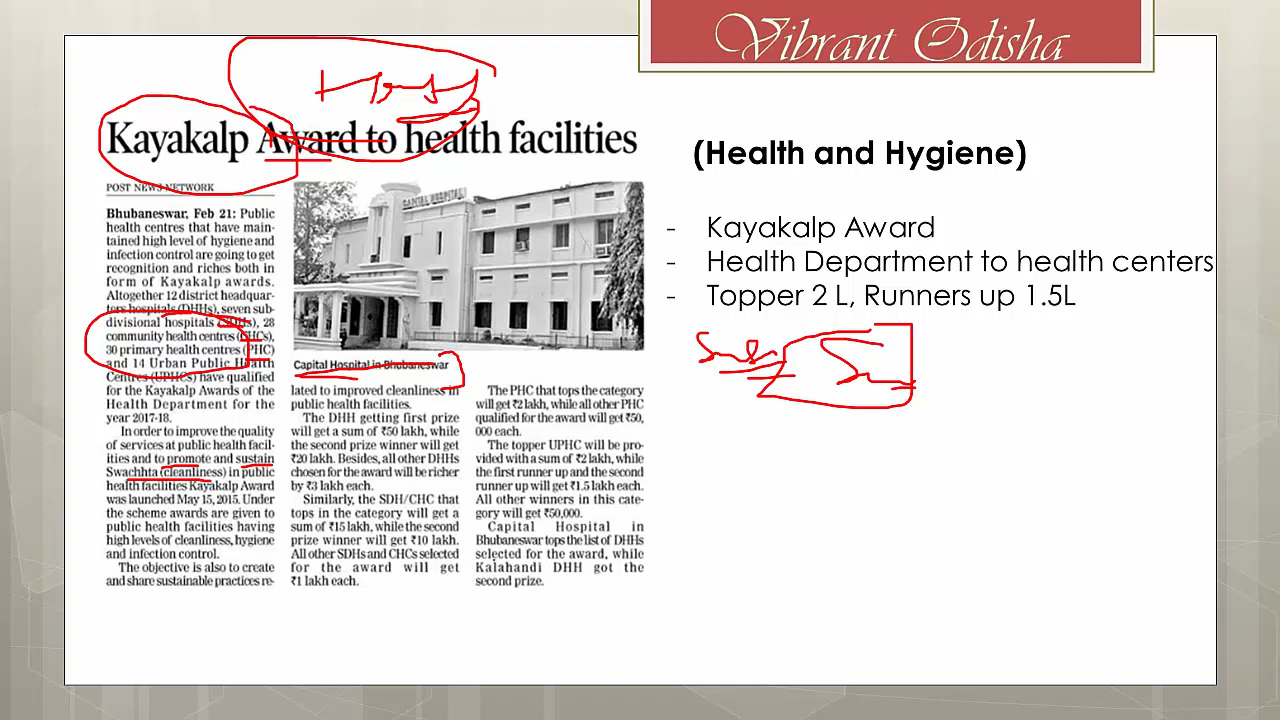 Vibrant Odisha
Kayakalp Award to health facilities
POST NEWS NETWORK
Bhubaneswar, Feb 21: Public
health centres that have main-
tained high level of hygiene and
infection control are going to get
recognition and riches both in
form of Kayakalp awards.
Altogether 12 district headquar-
ters hospitals (DHHs), seven sub-
divisional hospitals (SDHs), 28
community health centres (CHCs),
30 primary health centres (PHC)
and 14 Urban Public Health
Centres (UPHCs) have qualified
for the Kayakalp Awards of the
Health Department for the
year 2017-18.
In order to improve the quality
of services at public health facil-
ities and to promote and sustain
Swachhta (cleanliness) in public
health facilities Kayakalp Award
was launched May 15, 2015. Under
the scheme awards are given to
public health facilities having
high levels of cleanliness, hygiene
and infection control.
The objective is also to create
and share sustainable practices re-
CAPITAL HOSPITAL
Capital Hospital in Bhubaneswar
lated to improved cleanliness in
public health facilities.
The DHH getting first prize
will get a sum of ₹50 lakh, while
the second prize winner will get
₹20 lakh. Besides, all other DHHs
chosen for the award will be richer
by ₹3 lakh each.
Similarly, the SDH/CHC that
tops in the category will get a
sum of ₹15 lakh, while the second
prize winner will get ₹10 lakh.
All other SDHs and CHCs selected
for the award will get
₹1 lakh each.
The PHC that tops the category
will get ₹2 lakh, while all other PHC
qualified for the award will get ₹50,
000 each.
The topper UPHC will be pro-
vided with a sum of ₹2 lakh, while
the first runner up and the second
runner up will get ₹1.5 lakh each.
All other winners in this cate-
gory will get ₹50,000.
Capital Hospital in
Bhubaneswar tops the list of DHHs
selected for the award, while
Kalahandi DHH got the
second prize.
(Health and Hygiene)
- Kayakalp Award
- Health Department to health centers
- Topper 2 L, Runners up 1.5L